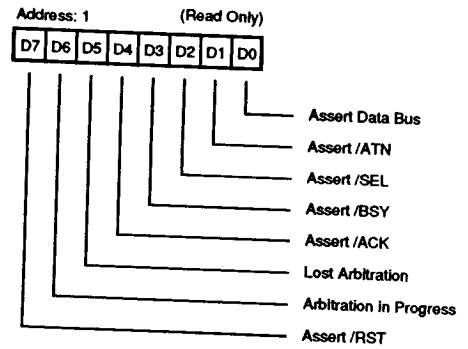 Address: 1 (Read Only)
D7 D6 D5 D4 D3 D2 D1 D0
Assert Data Bus
Assert /ATN
Assert /SEL
Assert /BSY
Assert /ACK
Lost Arbitration
Arbitration in Progress
Assert /RST